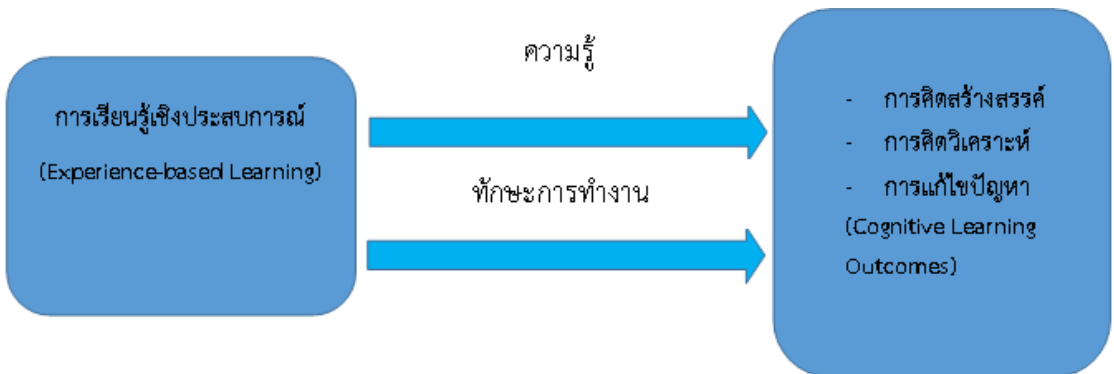 ความรู้
การเรียนรู้เชิงประสบการณ์
(Experience-based Learning)
ทักษะการทำงาน
- การคิดสร้างสรรค์
- การคิดวิเคราะห์
- การแก้ไขปัญหา
(Cognitive Learning
Outcomes)